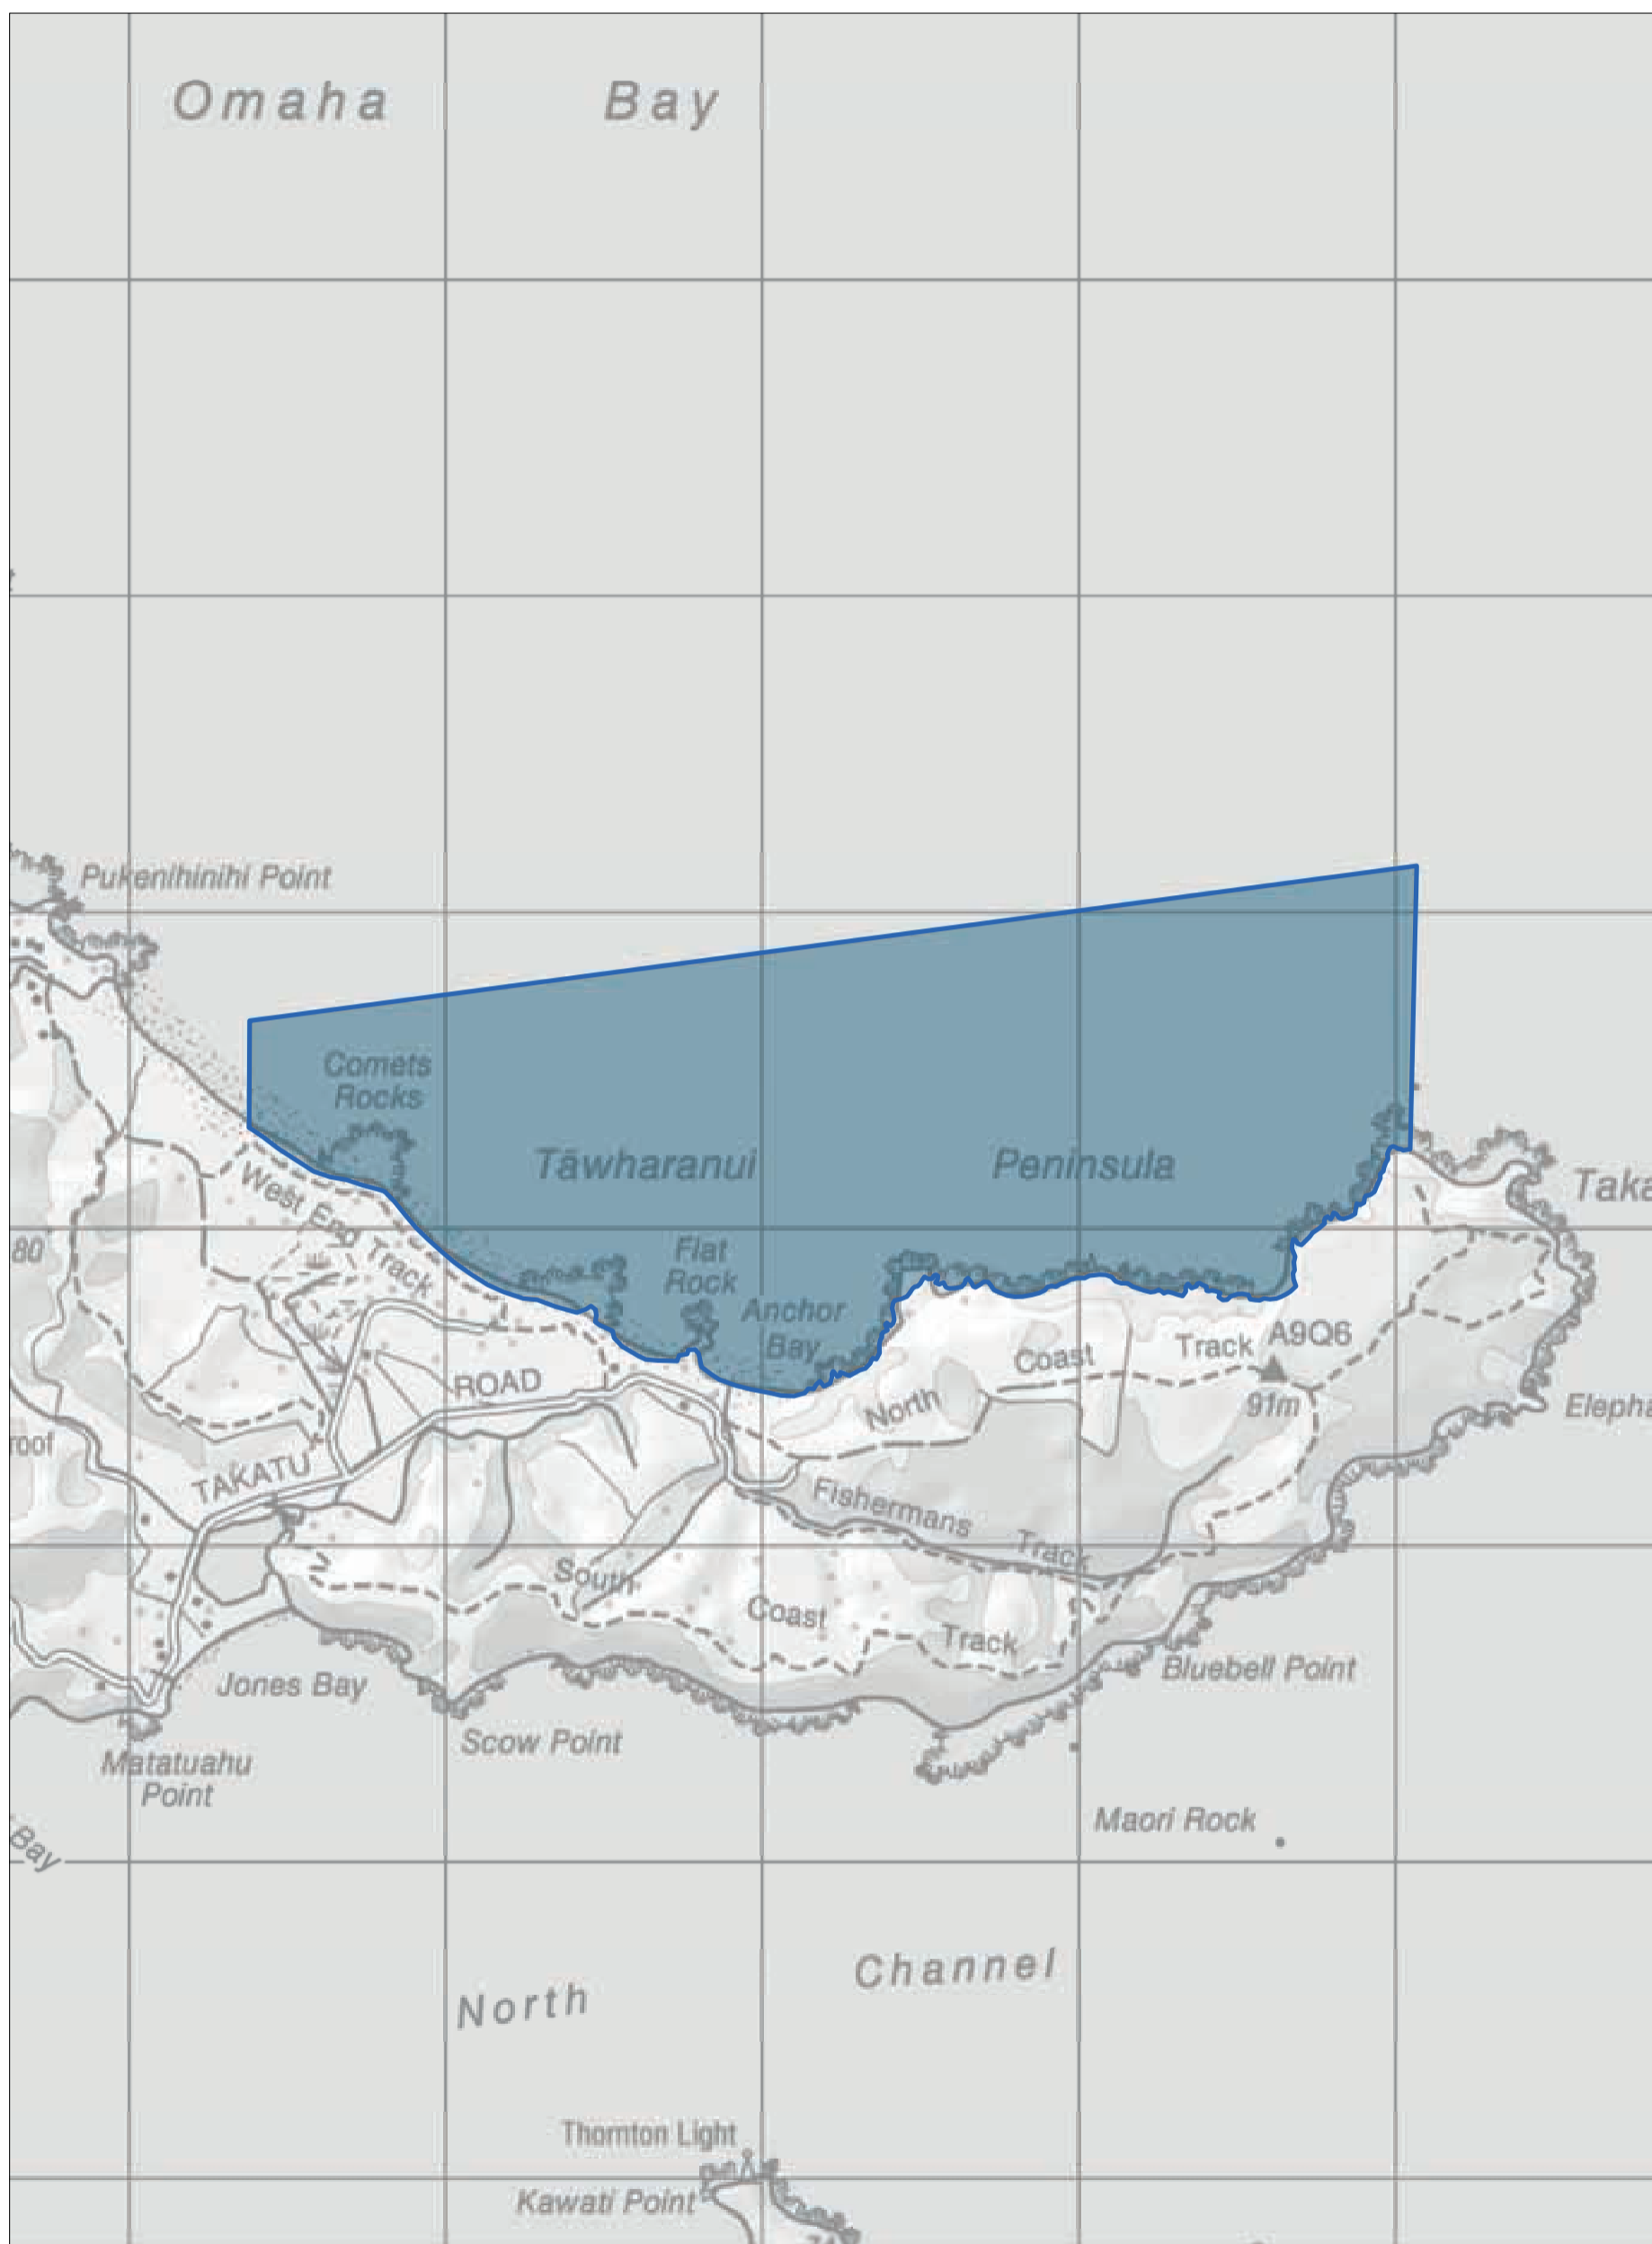 Omaha Bay
Pukenihinihi Point
Comets
Rocks
Tāwharanui Peninsula
Taka
West End Track
80
Flat
Rock
Anchor
Bay
A9Q6
91m
North Coast Track
ROAD
TAKATU
Elepha
roof
Fishermans Track
South Coast Track
Jones Bay
Scow Point
Bluebell Point
Matatuahu
Point
Maori Rock
Bay
North Channel
Thornton Light
Kawati Point